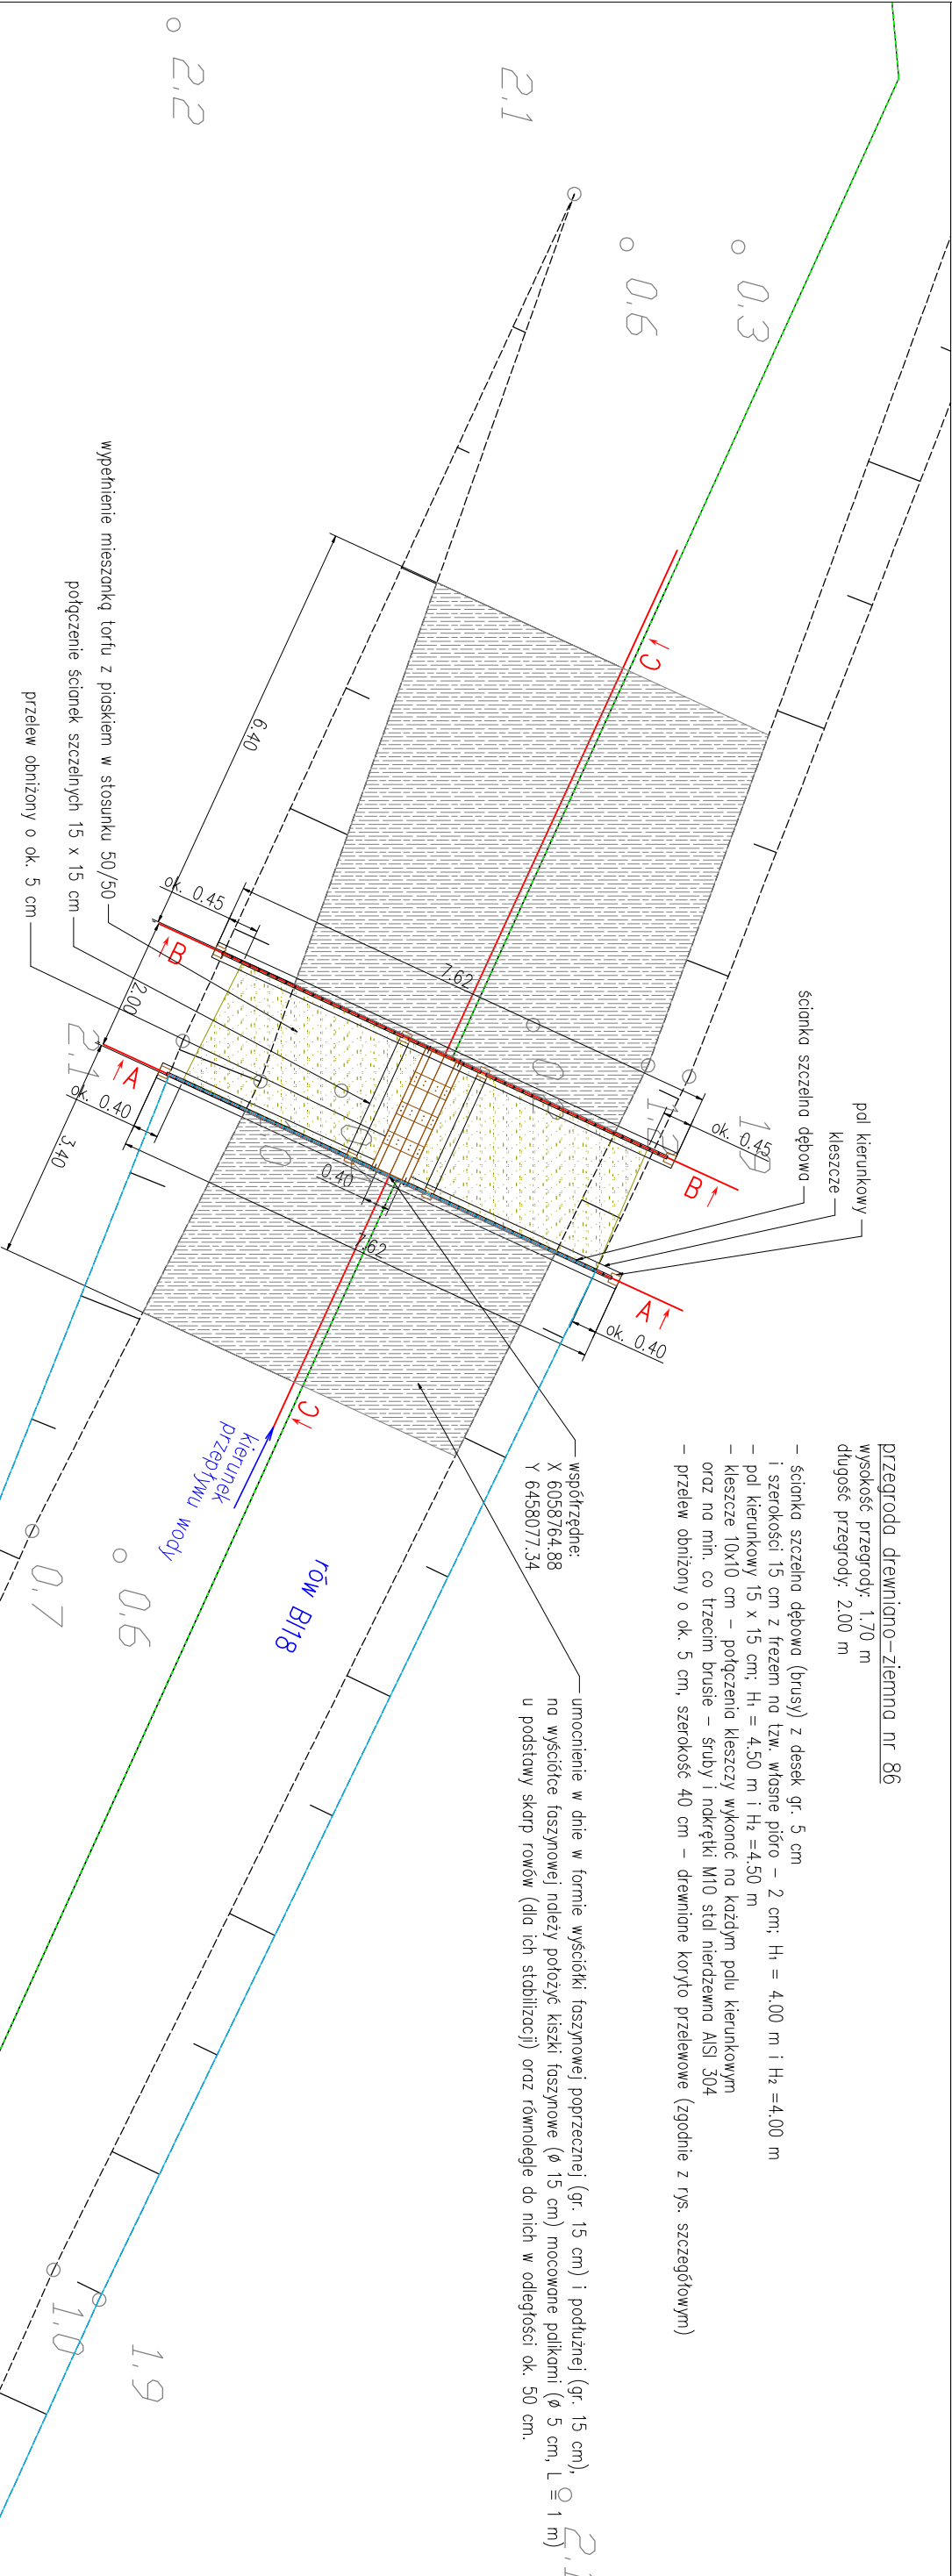 przegroda drewniano-ziemna nr 86
wysokość przegrody: 1.70 m
długość przegrody: 2.00 m
- ścianka szczelna dębowa (brusy) z desek gr. 5 cm
i szerokości 15 cm z frezem na tzw. własne pióro - 2 cm; H₁ = 4.00 m i H₂ =4.00 m
- pal kierunkowy 15 x 15 cm; H₁ = 4.50 m i H₂ =4.50 m
- kleszcze 10x10 cm - połączenia kleszczy wykonać na każdym palu kierunkowym
oraz na min. co trzecim brusie - śruby i nakrętki M10 stal nierdzewna AISI 304
- przelew obniżony o ok. 5 cm, szerokość 40 cm - drewniane koryto przelewowe (zgodnie z rys. szczegółowym)
pal kierunkowy
kleszcze
ścianka szczelna dębowa
współrzędne:
X 6058764.88
Y 6458077.34
umocnienie w dnie w formie wyściółki faszynowej poprzecznej (gr. 15 cm) i podłużnej (gr. 15 cm),
na wyściółce faszynowej należy położyć kiszki faszynowe (ø 15 cm) mocowane palikami (ø 5 cm, L = 1 m)
u podstawy skarp rowów (dla ich stabilizacji) oraz równolegle do nich w odległości ok. 50 cm.
wypełnienie mieszanką torfu z piaskiem w stosunku 50/50
połączenie ścianek szczelnych 15 x 15 cm
przelew obniżony o ok. 5 cm
rów BI18
kierunek
przepływu wody
6.40
2.00
3.40
7.62
7.62
0.40
ok. 0.45
ok. 0.45
ok. 0.40
ok. 0.40
A
A
B
B
C
C
2.2
2.1
0.6
0.3
1.9
2.1
0.7
0.6
1.0
1.9
2.1